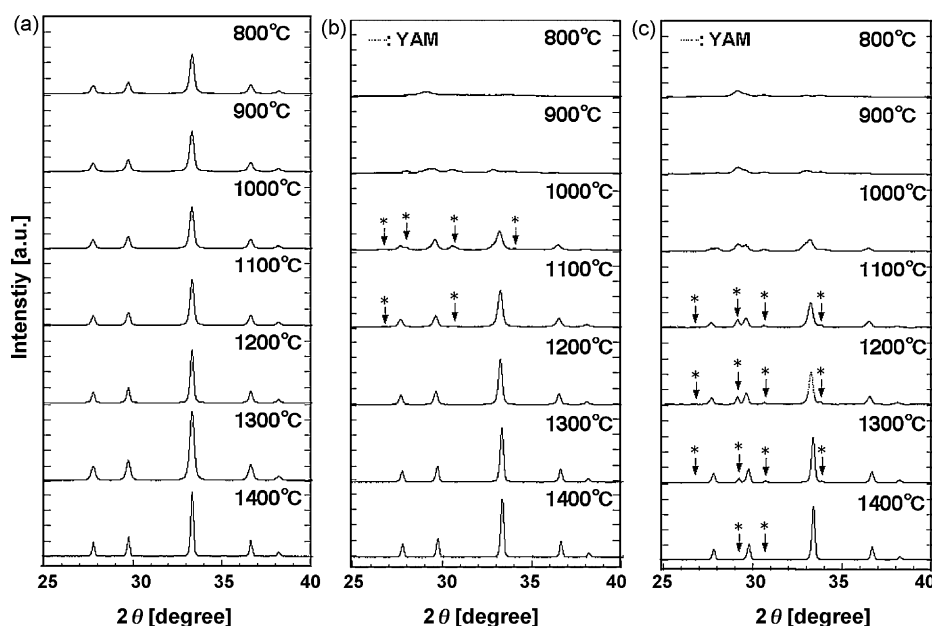 (a)
800°C
900°C
1000°C
1100°C
1200°C
1300°C
1400°C
(b)
: YAM
800°C
900°C
1000°C
* * * *
1100°C
* *
1200°C
1300°C
1400°C
(c)
: YAM
800°C
900°C
1000°C
1100°C
* * * *
1200°C
* * * *
1300°C
* * * *
1400°C
* *
Intenstiy [a.u.]
25 30 35 40
25 30 35 40
25 30 35 40
2θ [degree]
2θ [degree]
2θ [degree]